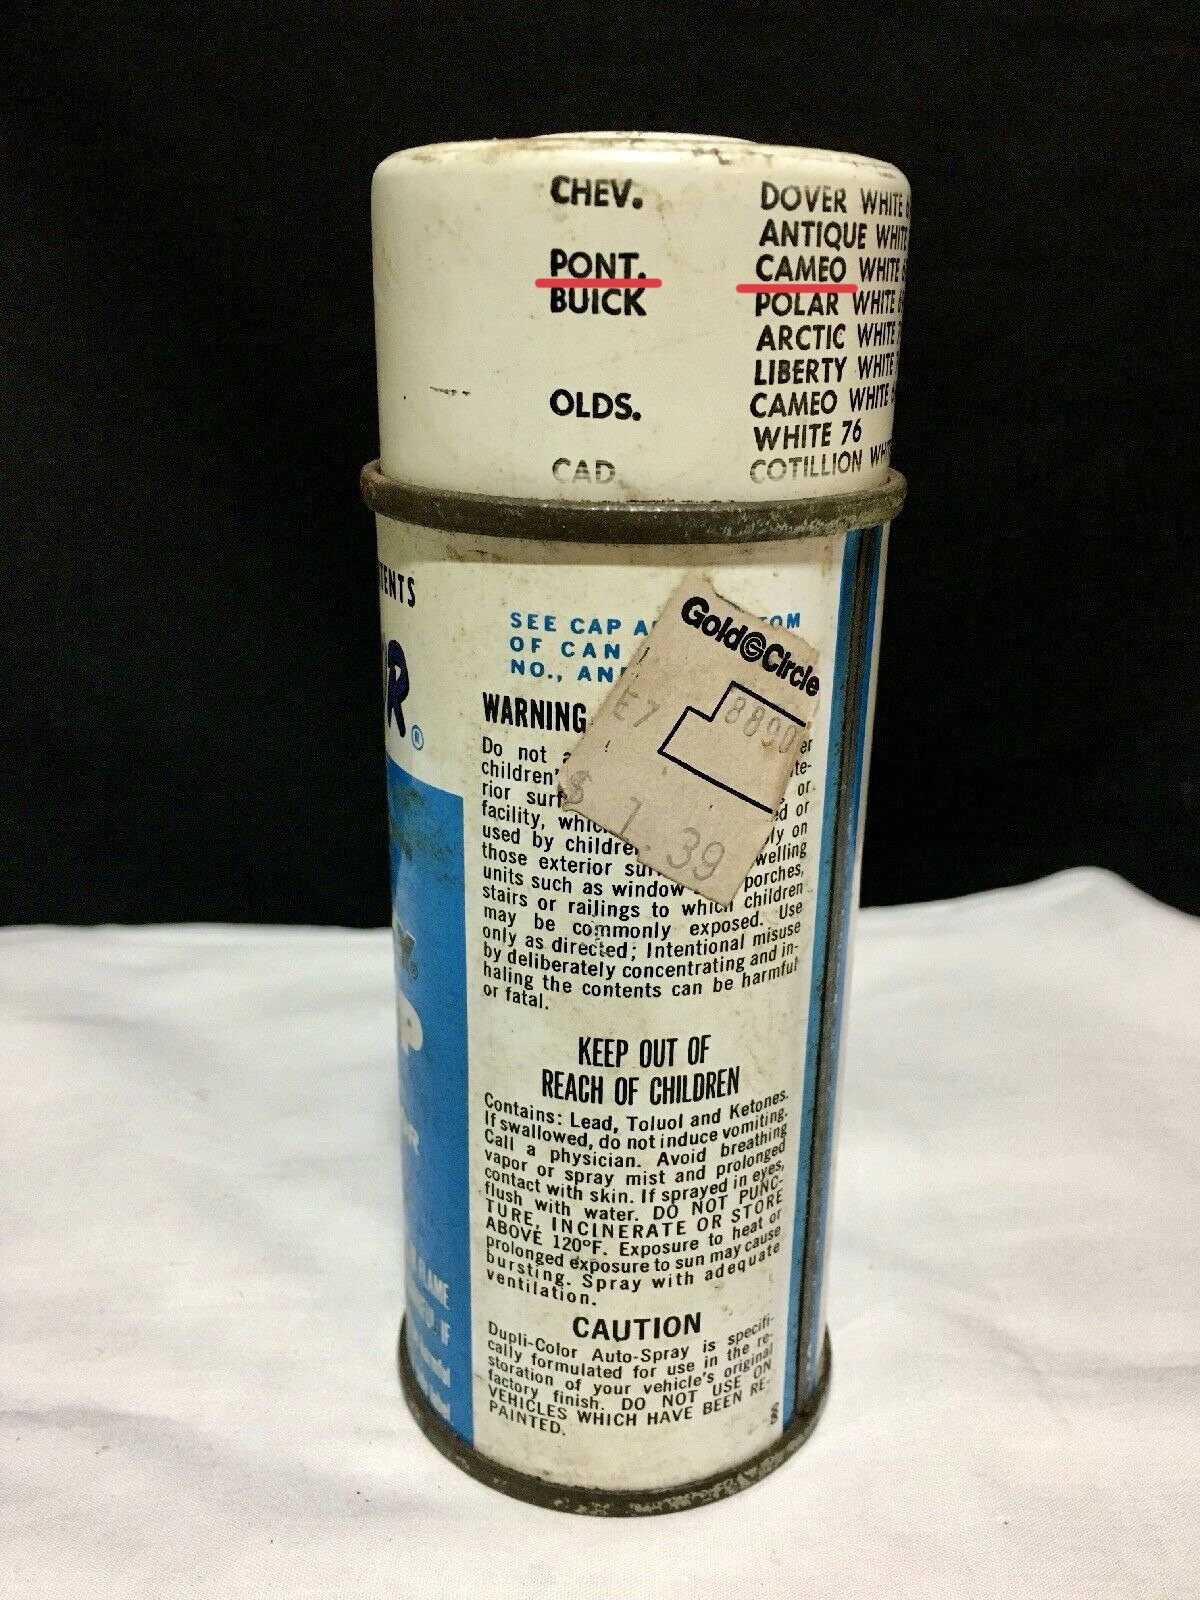 CHEV. DOVER WHITE
ANTIQUE WHITE
PONT. CAMEO WHITE
BUICK POLAR WHITE
ARCTIC WHITE
LIBERTY WHITE
OLDS. CAMEO WHITE
WHITE 76
CAD. COTILLION
SEE CAP
OF CAN
NO.,
Gold Circle
E7 8890
$ 1.39
WARNING
Do not
children'
rior
facility,
used by ly on
those exterior
units such as window porches,
stairs or railings to which children
may be commonly exposed. Use
only as directed; Intentional misuse
by deliberately concentrating and in-
haling the contents can be harmful
or fatal.
KEEP OUT OF
REACH OF CHILDREN
Contains: Lead, Toluol and Ketones.
If swallowed, do not induce vomiting.
Call a physician. Avoid breathing
vapor or spray mist and prolonged
contact with skin. If sprayed in eyes,
flush with water. DO NOT PUNC-
TURE, INCINERATE OR STORE
ABOVE 120°F. Exposure to heat or
prolonged exposure to sun may cause
bursting. Spray with adequate
ventilation.
CAUTION
Dupli-Color Auto-Spray is specifi-
cally formulated for use in the re-
storation of your vehicle's original
factory finish. DO NOT USE ON
VEHICLES WHICH HAVE BEEN RE-
PAINTED.
TENTS
R®
P
FLAME
IF